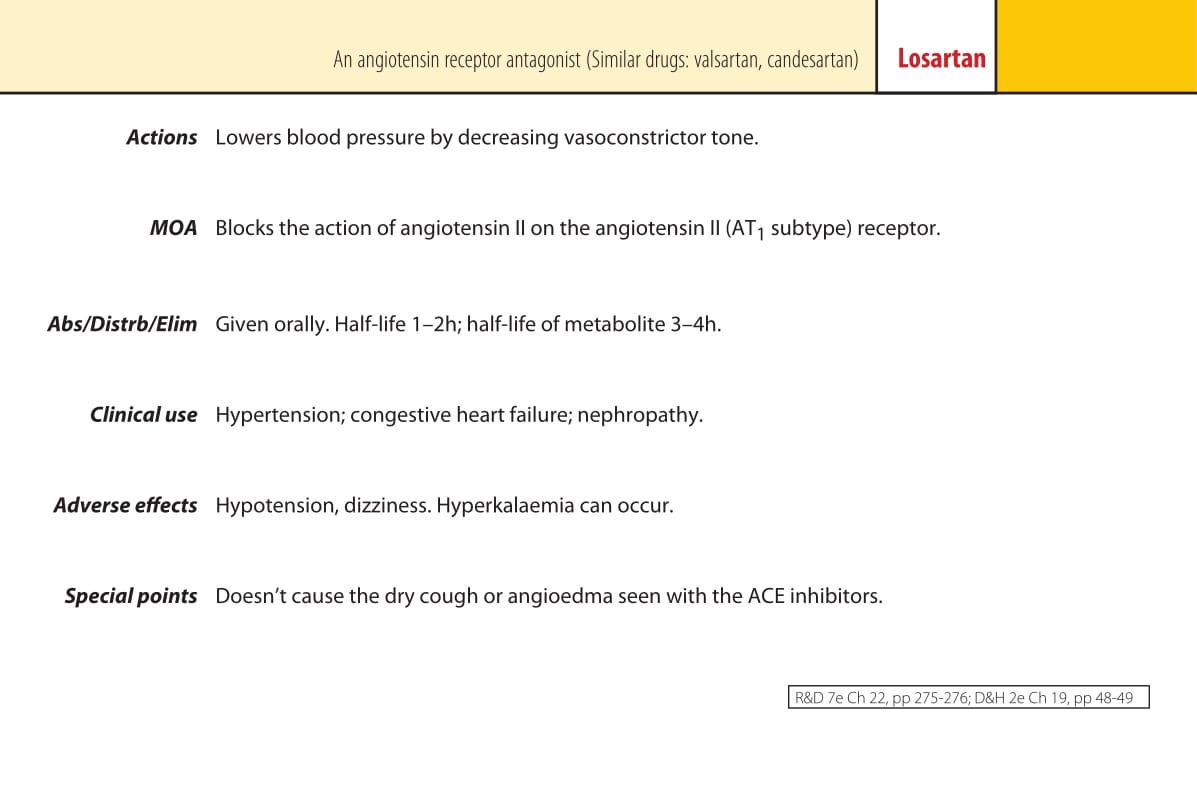 An angiotensin receptor antagonist (Similar drugs: valsartan, candesartan) Losartan
Actions Lowers blood pressure by decreasing vasoconstrictor tone.
MOA Blocks the action of angiotensin II on the angiotensin II (AT1 subtype) receptor.
Abs/Distrb/Elim Given orally. Half-life 1–2h; half-life of metabolite 3–4h.
Clinical use Hypertension; congestive heart failure; nephropathy.
Adverse effects Hypotension, dizziness. Hyperkalaemia can occur.
Special points Doesn’t cause the dry cough or angioedma seen with the ACE inhibitors.
R&D 7e Ch 22, pp 275-276; D&H 2e Ch 19, pp 48-49